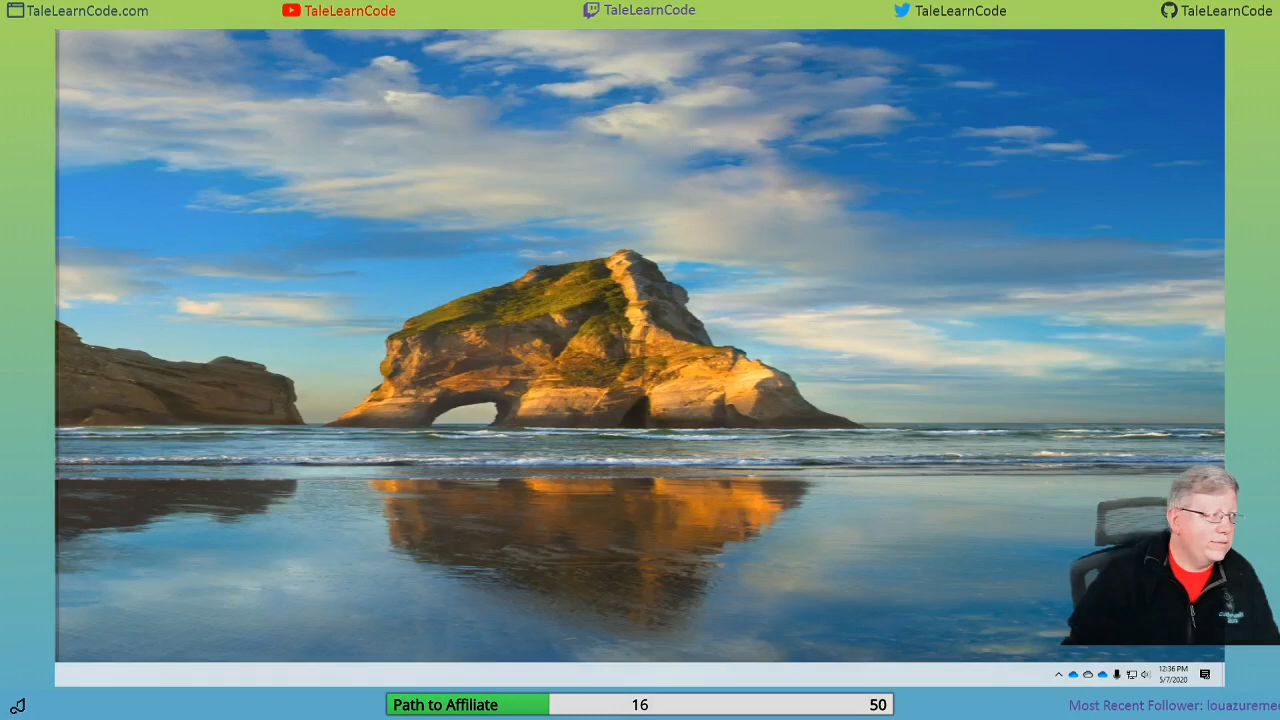 TaleLearnCode.com
TaleLearnCode
TaleLearnCode
TaleLearnCode
TaleLearnCode
12:36 PM
5/7/2020
Path to Affiliate 16 50
Most Recent Follower: louazureme